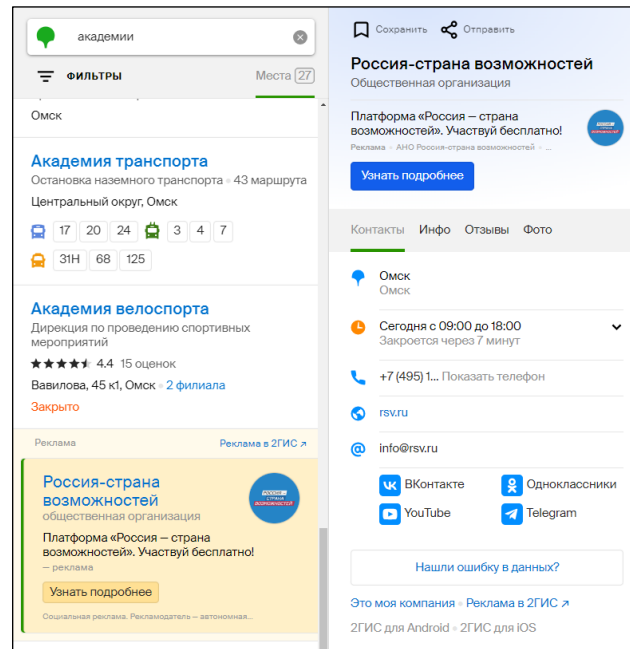 академии
ФИЛЬТРЫ
Места 27
Омск
Академия транспорта
Остановка наземного транспорта • 43 маршрута
Центральный округ, Омск
17 20 24 3 4 7
31Н 68 125
Академия велоспорта
Дирекция по проведению спортивных
мероприятий
4.4 15 оценок
Вавилова, 45 к1, Омск • 2 филиала
Закрыто
Реклама
Реклама в 2ГИС ↗
Россия-страна
возможностей
общественная организация
Платформа «Россия — страна
возможностей». Участвуй бесплатно!
— реклама
Узнать подробнее
Социальная реклама. Рекламодатель — автономная...
Сохранить
Отправить
Россия-страна возможностей
Общественная организация
Платформа «Россия — страна
возможностей». Участвуй бесплатно!
Реклама • АНО Россия-страна возможностей • ...
Узнать подробнее
Контакты Инфо Отзывы Фото
Омск
Омск
Сегодня с 09:00 до 18:00
Закроется через 7 минут
+7 (495) 1... Показать телефон
rsv.ru
info@rsv.ru
ВКонтакте
Одноклассники
YouTube
Telegram
Нашли ошибку в данных?
Это моя компания • Реклама в 2ГИС ↗
2ГИС для Android • 2ГИС для iOS